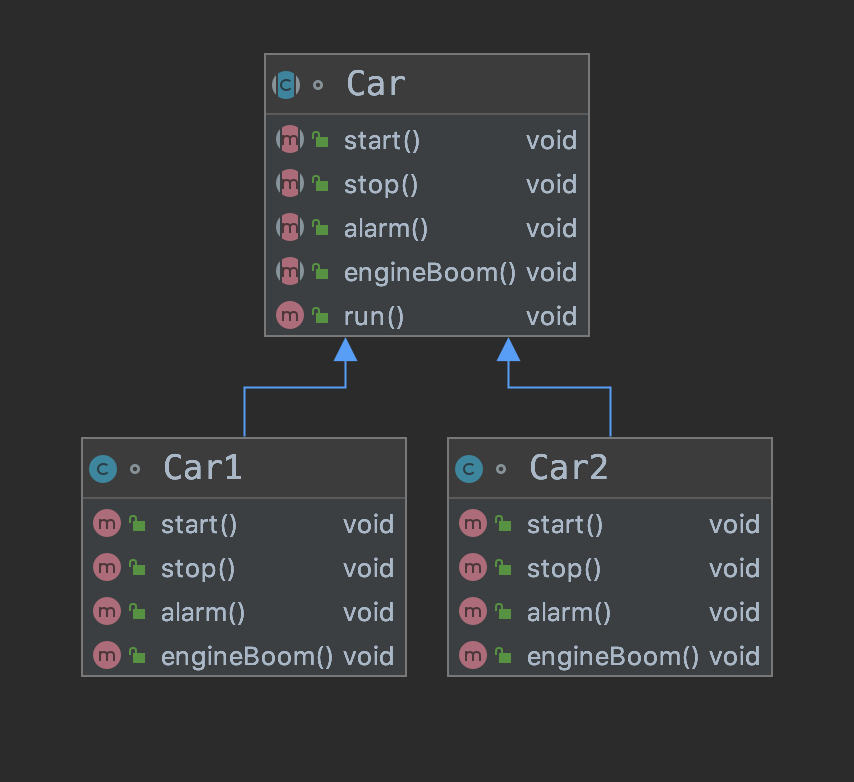 Car
start() void
stop() void
alarm() void
engineBoom() void
run() void
Car1
start() void
stop() void
alarm() void
engineBoom() void
Car2
start() void
stop() void
alarm() void
engineBoom() void